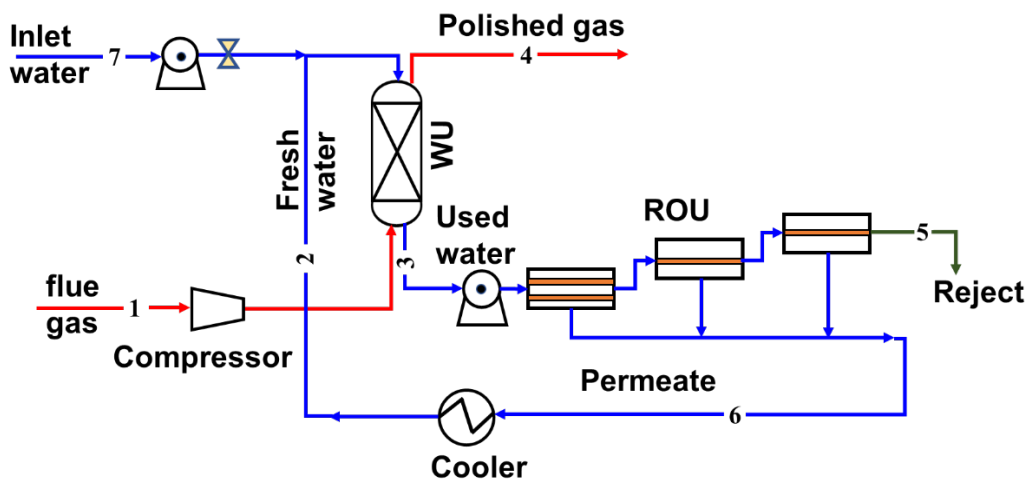 Inlet
water
7
Polished gas
4
Fresh
water
2
WU
3
Used
water
ROU
5
Reject
flue
gas
1
Compressor
Permeate
6
Cooler